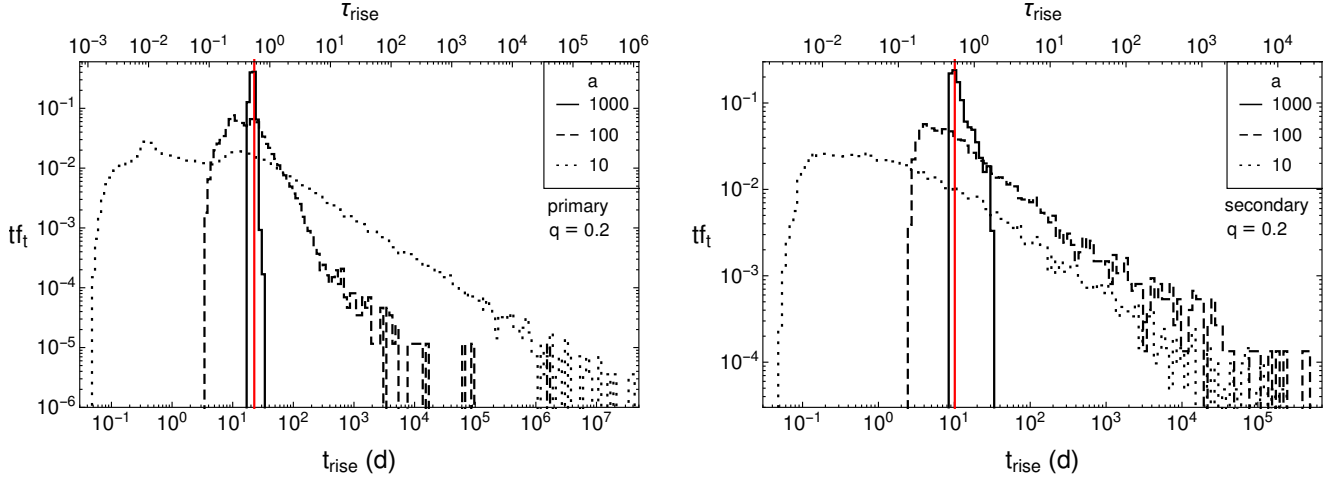 τrise
10⁻³ 10⁻² 10⁻¹ 10⁰ 10¹ 10² 10³ 10⁴ 10⁵ 10⁶
a
1000
100
10
primary
q = 0.2
10⁻¹
10⁻²
10⁻³
10⁻⁴
10⁻⁵
10⁻⁶
tft
10⁻¹ 10⁰ 10¹ 10² 10³ 10⁴ 10⁵ 10⁶ 10⁷
trise (d)
τrise
10⁻² 10⁻¹ 10⁰ 10¹ 10² 10³ 10⁴
a
1000
100
10
secondary
q = 0.2
10⁻¹
10⁻²
10⁻³
10⁻⁴
tft
10⁻¹ 10⁰ 10¹ 10² 10³ 10⁴ 10⁵
trise (d)